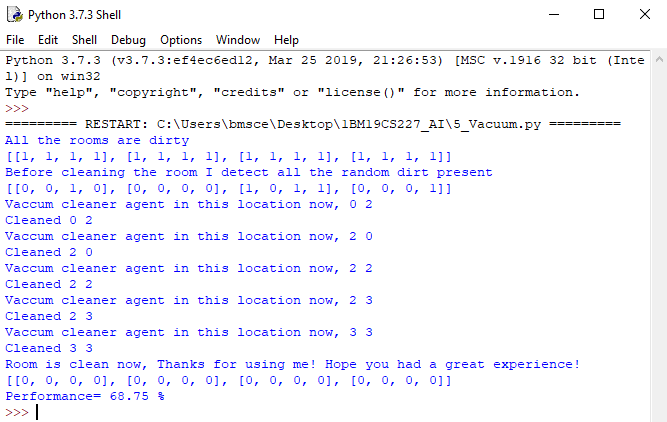 Python 3.7.3 Shell
File Edit Shell Debug Options Window Help
Python 3.7.3 (v3.7.3:ef4ec6ed12, Mar 25 2019, 21:26:53) [MSC v.1916 32 bit (Inte
l)] on win32
Type "help", "copyright", "credits" or "license()" for more information.
>>>
========= RESTART: C:\Users\bmsce\Desktop\1BM19CS227_AI\5_Vacuum.py =========
All the rooms are dirty
[[1, 1, 1, 1], [1, 1, 1, 1], [1, 1, 1, 1], [1, 1, 1, 1]]
Before cleaning the room I detect all the random dirt present
[[0, 0, 1, 0], [0, 0, 0, 0], [1, 0, 1, 1], [0, 0, 0, 1]]
Vaccum cleaner agent in this location now, 0 2
Cleaned 0 2
Vaccum cleaner agent in this location now, 2 0
Cleaned 2 0
Vaccum cleaner agent in this location now, 2 2
Cleaned 2 2
Vaccum cleaner agent in this location now, 2 3
Cleaned 2 3
Vaccum cleaner agent in this location now, 3 3
Cleaned 3 3
Room is clean now, Thanks for using me! Hope you had a great experience!
[[0, 0, 0, 0], [0, 0, 0, 0], [0, 0, 0, 0], [0, 0, 0, 0]]
Performance= 68.75 %
>>>